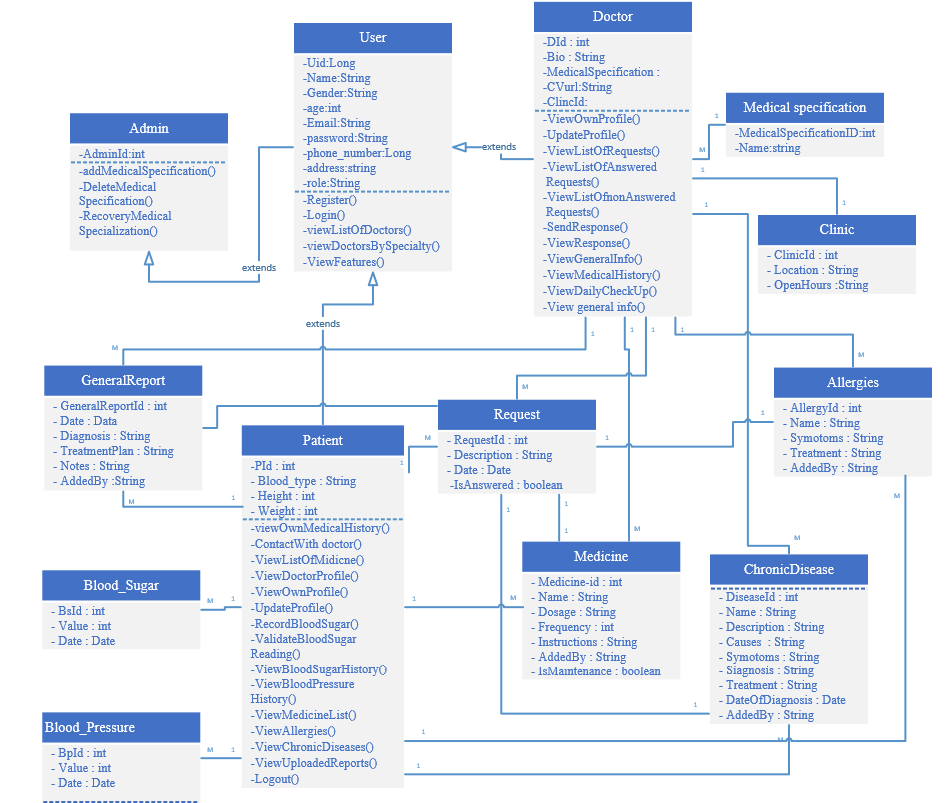 User
-Uid:Long
-Name:String
-Gender:String
-age:int
-Email:String
-password:String
-phone_number:Long
-address:string
-role:String
-Register()
-Login()
-viewListOfDoctors()
-viewDoctorsBySpecialty()
-ViewFeatures()
Doctor
-DId : int
-Bio : String
-MedicalSpecification :
-CVurl:String
-ClincId:
-ViewOwnProfile()
-UpdateProfile()
-ViewListOfRequests()
-ViewListOfAnswered
Requests()
-ViewListOfnonAnswered
Requests()
-SendResponse()
-ViewResponse()
-ViewGeneralInfo()
-ViewMedicalHistory()
-ViewDailyCheckUp()
-View general info()
Medical specification
-MedicalSpecificationID:int
-Name:string
Admin
-AdminId:int
-addMedicalSpecification()
-DeleteMedical
Specification()
-RecoveryMedical
Specialization()
extends
extends
extends
1
M
1
1
1
1
Clinic
- ClinicId : int
- Location : String
- OpenHours :String
1
1
1
1
M
M
M
GeneralReport
- GeneralReportId : int
- Date : Data
- Diagnosis : String
- TreatmentPlan : String
- Notes : String
- AddedBy :String
M
1
Patient
-PId : int
- Blood_type : String
- Height : int
- Weight : int
-viewOwnMedicalHistory()
-ContactWith doctor()
-ViewListOfMidicne()
-ViewDoctorProfile()
-ViewOwnProfile()
-UpdateProfile()
-RecordBloodSugar()
-ValidateBloodSugar
Reading()
-ViewBloodSugarHistory()
-ViewBloodPressure
History()
-ViewMedicineList()
-ViewAllergies()
-ViewChronicDiseases()
-ViewUploadedReports()
-Logout()
Request
- RequestId : int
- Description : String
- Date : Date
-IsAnswered : boolean
M
1
1
1
1
1
1
M
Allergies
- AllergyId : int
- Name : String
- Symotoms : String
- Treatment : String
- AddedBy : String
M
Medicine
- Medicine-id : int
- Name : String
- Dosage : String
- Frequency : int
- Instructions : String
- AddedBy : String
- IsMaintenance : boolean
1
M
M
ChronicDisease
- DiseaseId : int
- Name : String
- Description : String
- Causes  : String
- Symotoms : String
- Siagnosis : String
- Treatment : String
- DateOfDiagnosis : Date
- AddedBy : String
1
1
M
1
Blood_Sugar
- BsId : int
- Value : int
- Date : Date
M
1
Blood_Pressure
- BpId : int
- Value : int
- Date : Date
M
1